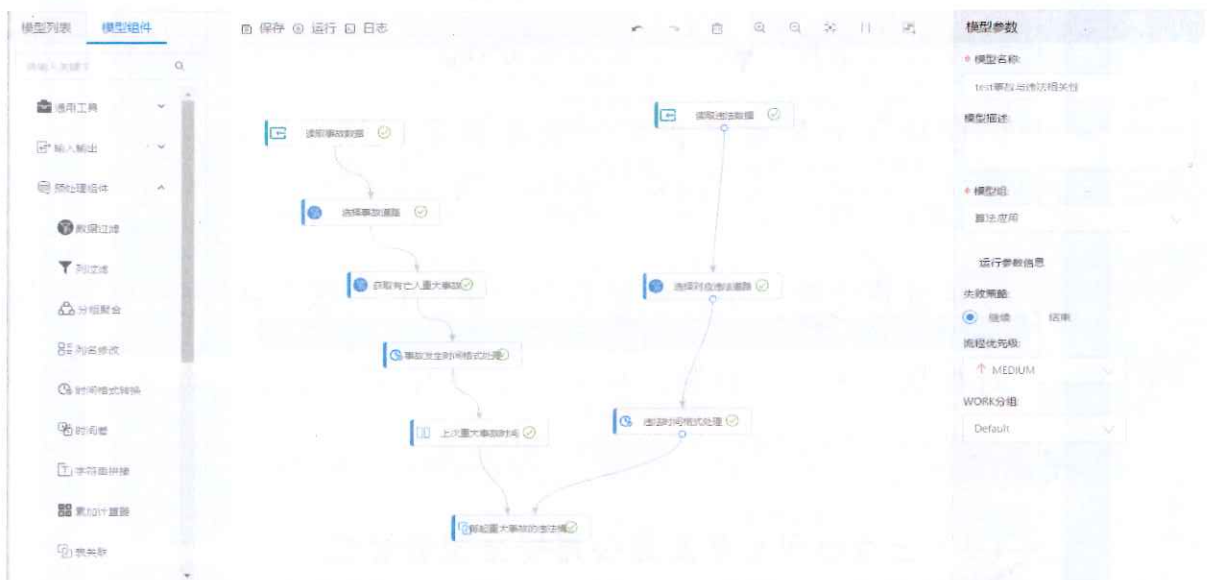 模型列表 模型组件
保存 运行 日志
模型参数
模型名称:
请输入关键字
test事故与违法相关性
通用工具
模型描述:
读取事故数据
读取违法数据
输入输出
预处理组件
模型组:
选择事故道路
算法应用
数据过滤
列过滤
运行参数信息
获取有亡人重大事故
选择对应违法道路
失败策略:
分组聚合
继续 结束
列名修改
流程优先级:
事故发生时间格式处理
MEDIUM
时间格式转换
WORK分组:
时间差
上次重大事故时间
违法时间格式处理
Default
字符串拼接
累加计算器
重大事故的违法
表关联